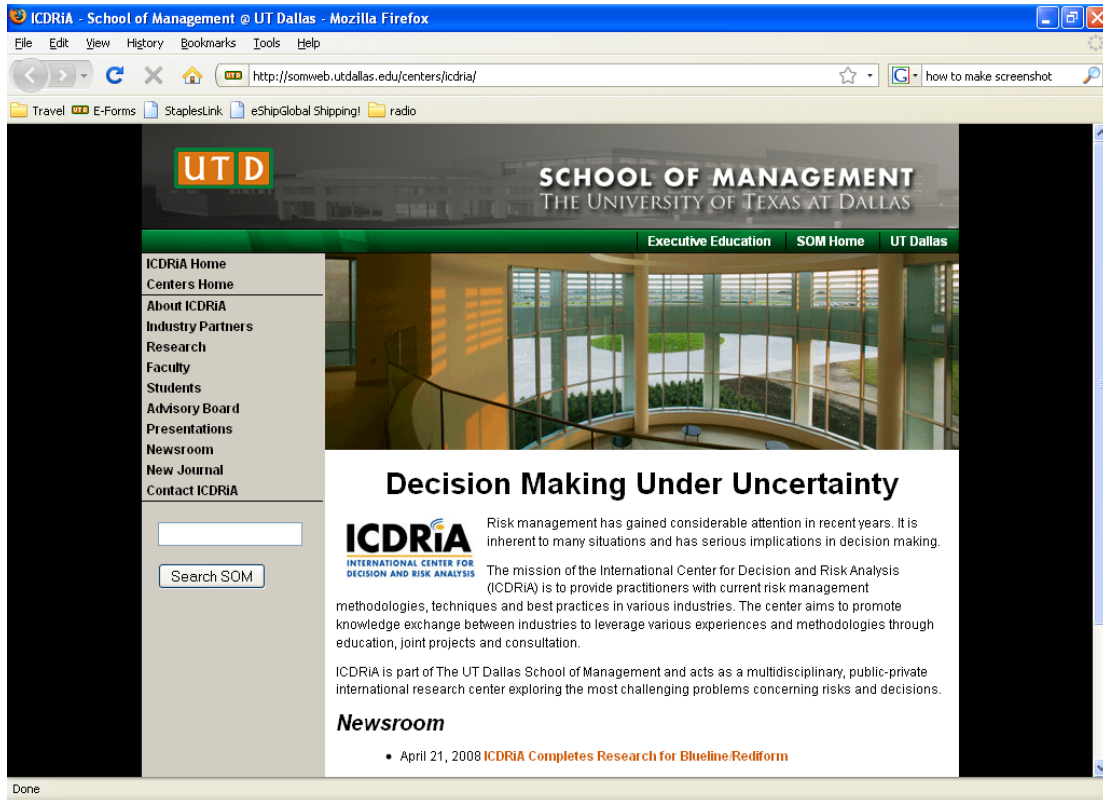 ICDRiA - School of Management @ UT Dallas - Mozilla Firefox
File Edit View History Bookmarks Tools Help
UTD http://somweb.utdallas.edu/centers/icdria/
G how to make screenshot
Travel UTD E-Forms StaplesLink eShipGlobal Shipping! radio
UTD
SCHOOL OF MANAGEMENT
THE UNIVERSITY OF TEXAS AT DALLAS
Executive Education SOM Home UT Dallas
ICDRiA Home
Centers Home
About ICDRiA
Industry Partners
Research
Faculty
Students
Advisory Board
Presentations
Newsroom
New Journal
Contact ICDRiA
Search SOM
Decision Making Under Uncertainty
ICDRiA
INTERNATIONAL CENTER FOR
DECISION AND RISK ANALYSIS
Risk management has gained considerable attention in recent years. It is
inherent to many situations and has serious implications in decision making.
The mission of the International Center for Decision and Risk Analysis
(ICDRiA) is to provide practitioners with current risk management
methodologies, techniques and best practices in various industries. The center aims to promote
knowledge exchange between industries to leverage various experiences and methodologies through
education, joint projects and consultation.
ICDRiA is part of The UT Dallas School of Management and acts as a multidisciplinary, public-private
international research center exploring the most challenging problems concerning risks and decisions.
Newsroom
• April 21, 2008 ICDRiA Completes Research for Blueline/Rediform
Done